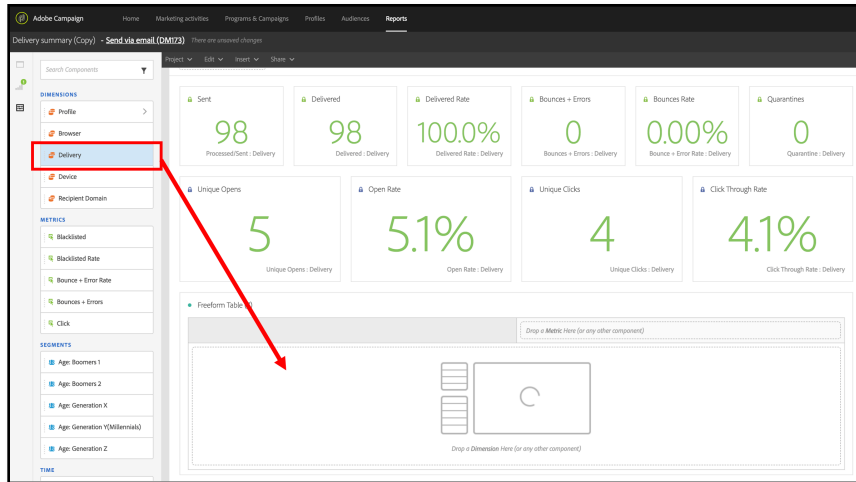 Adobe Campaign Home Marketing activities Programs & Campaigns Profiles Audiences Reports
Delivery summary (Copy) - Send via email (DM173) There are unsaved changes
Project Edit Insert Share
Search Components
DIMENSIONS
Profile
Browser
Delivery
Device
Recipient Domain
METRICS
Blacklisted
Blacklisted Rate
Bounce + Error Rate
Bounces + Errors
Click
SEGMENTS
Age: Boomers 1
Age: Boomers 2
Age: Generation X
Age: Generation Y(Millennials)
Age: Generation Z
TIME
Sent
98
Processed/Sent : Delivery
Delivered
98
Delivered : Delivery
Delivered Rate
100.0%
Delivered Rate : Delivery
Bounces + Errors
0
Bounces + Errors : Delivery
Bounces Rate
0.00%
Bounce + Error Rate : Delivery
Quarantines
0
Quarantine : Delivery
Unique Opens
5
Unique Opens : Delivery
Open Rate
5.1%
Open Rate : Delivery
Unique Clicks
4
Unique Clicks : Delivery
Click Through Rate
4.1%
Click Through Rate : Delivery
Freeform Table
Drop a Metric Here (or any other component)
Drop a Dimension Here (or any other component)